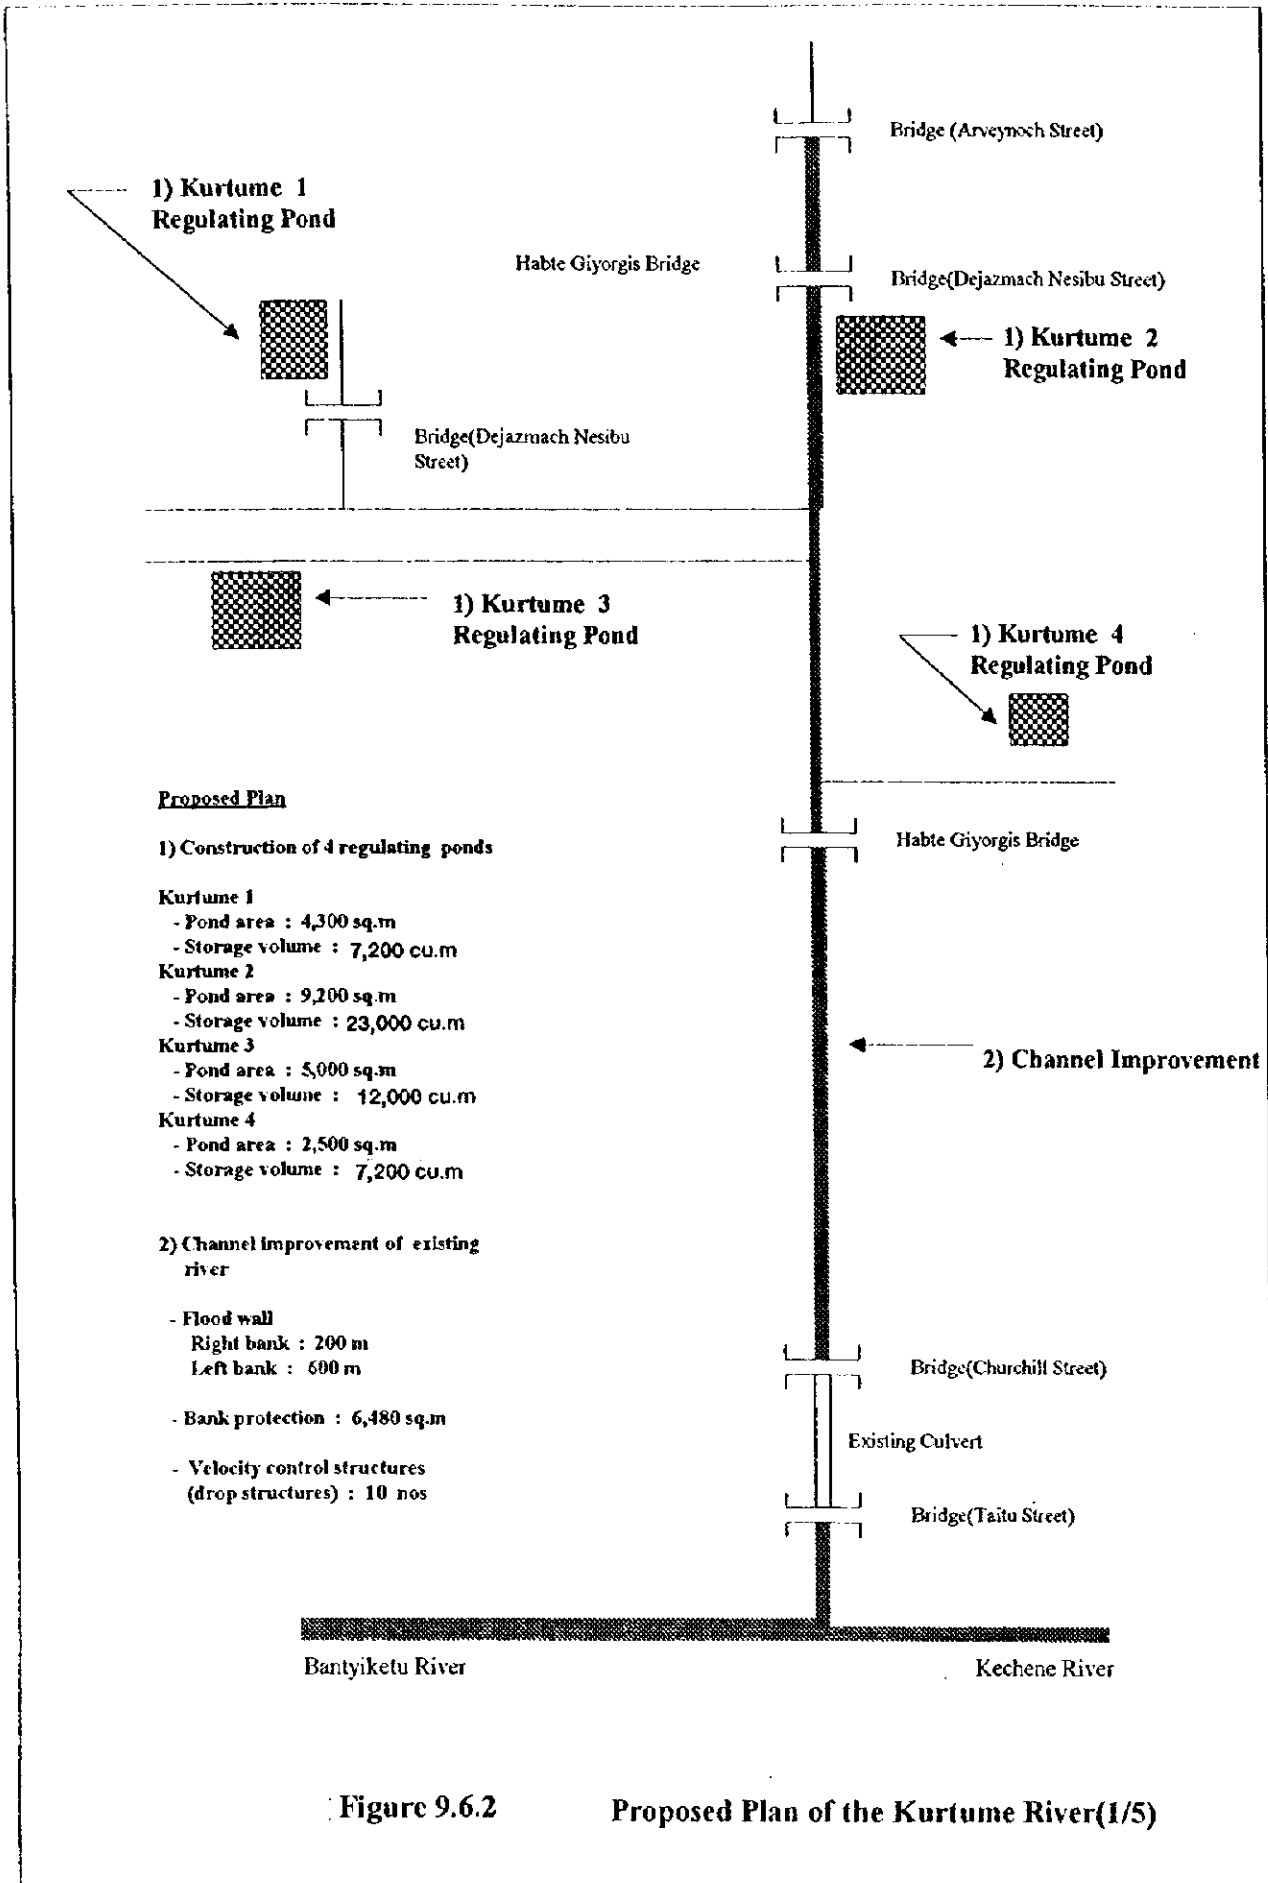 Bridge (Arveynoch Street)
1) Kurtume 1
Regulating Pond
Habte Giyorgis Bridge
Bridge(Dejazmach Nesibu Street)
1) Kurtume 2
Regulating Pond
Bridge(Dejazmach Nesibu
Street)
1) Kurtume 3
Regulating Pond
1) Kurtume 4
Regulating Pond
Proposed Plan
1) Construction of 4 regulating ponds
Kurtume 1
- Pond area : 4,300 sq.m
- Storage volume : 7,200 cu.m
Kurtume 2
- Pond area : 9,200 sq.m
- Storage volume : 23,000 cu.m
Kurtume 3
- Pond area : 5,000 sq.m
- Storage volume : 12,000 cu.m
Kurtume 4
- Pond area : 2,500 sq.m
- Storage volume : 7,200 cu.m
2) Channel improvement of existing
river
- Flood wall
Right bank : 200 m
Left bank : 600 m
- Bank protection : 6,480 sq.m
- Velocity control structures
(drop structures) : 10 nos
Habte Giyorgis Bridge
2) Channel Improvement
Bridge(Churchill Street)
Existing Culvert
Bridge(Taitu Street)
Bantyiketu River
Kechene River
Figure 9.6.2 Proposed Plan of the Kurtume River(1/5)